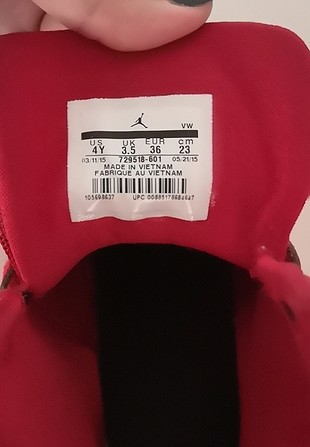 VW
US UK EUR cm
4Y 3.5 36 23
03/11/15 729518-601 05/21/15
MADE IN VIETNAM
FABRIQUE AU VIETNAM
UPC